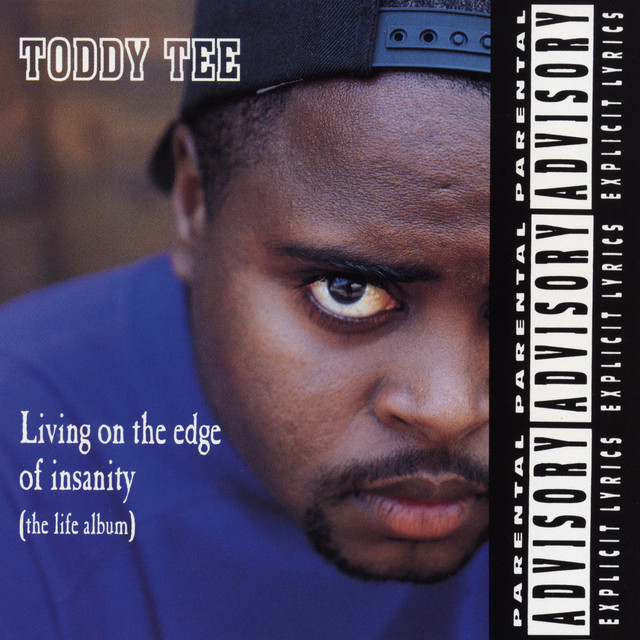 TODDY TEE
Living on the edge
of insanity
(the life album)
PARENTAL
ADVISORY
EXPLICIT LYRICS
PARENTAL
ADVISORY
EXPLICIT LYRICS
PARENTAL
ADVISORY
EXPLICIT LYRICS